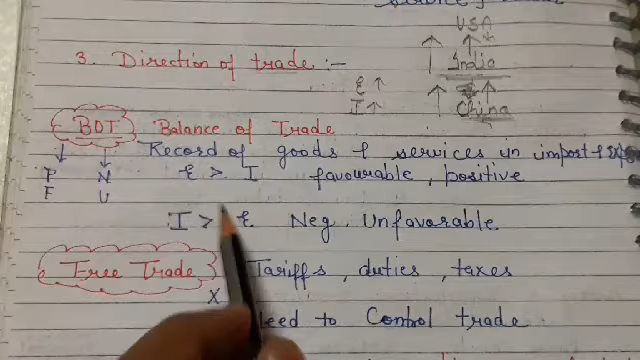 USA
3. Direction of trade :-
India
E ↑
I ↑
China
BOT Balance of Trade
Record of goods & services in import & Exp
P N E > I favourable, positive
F U
I > E Neg. Unfavorable.
Free Trade Tariffs, duties, taxes
X
Need to Control trade